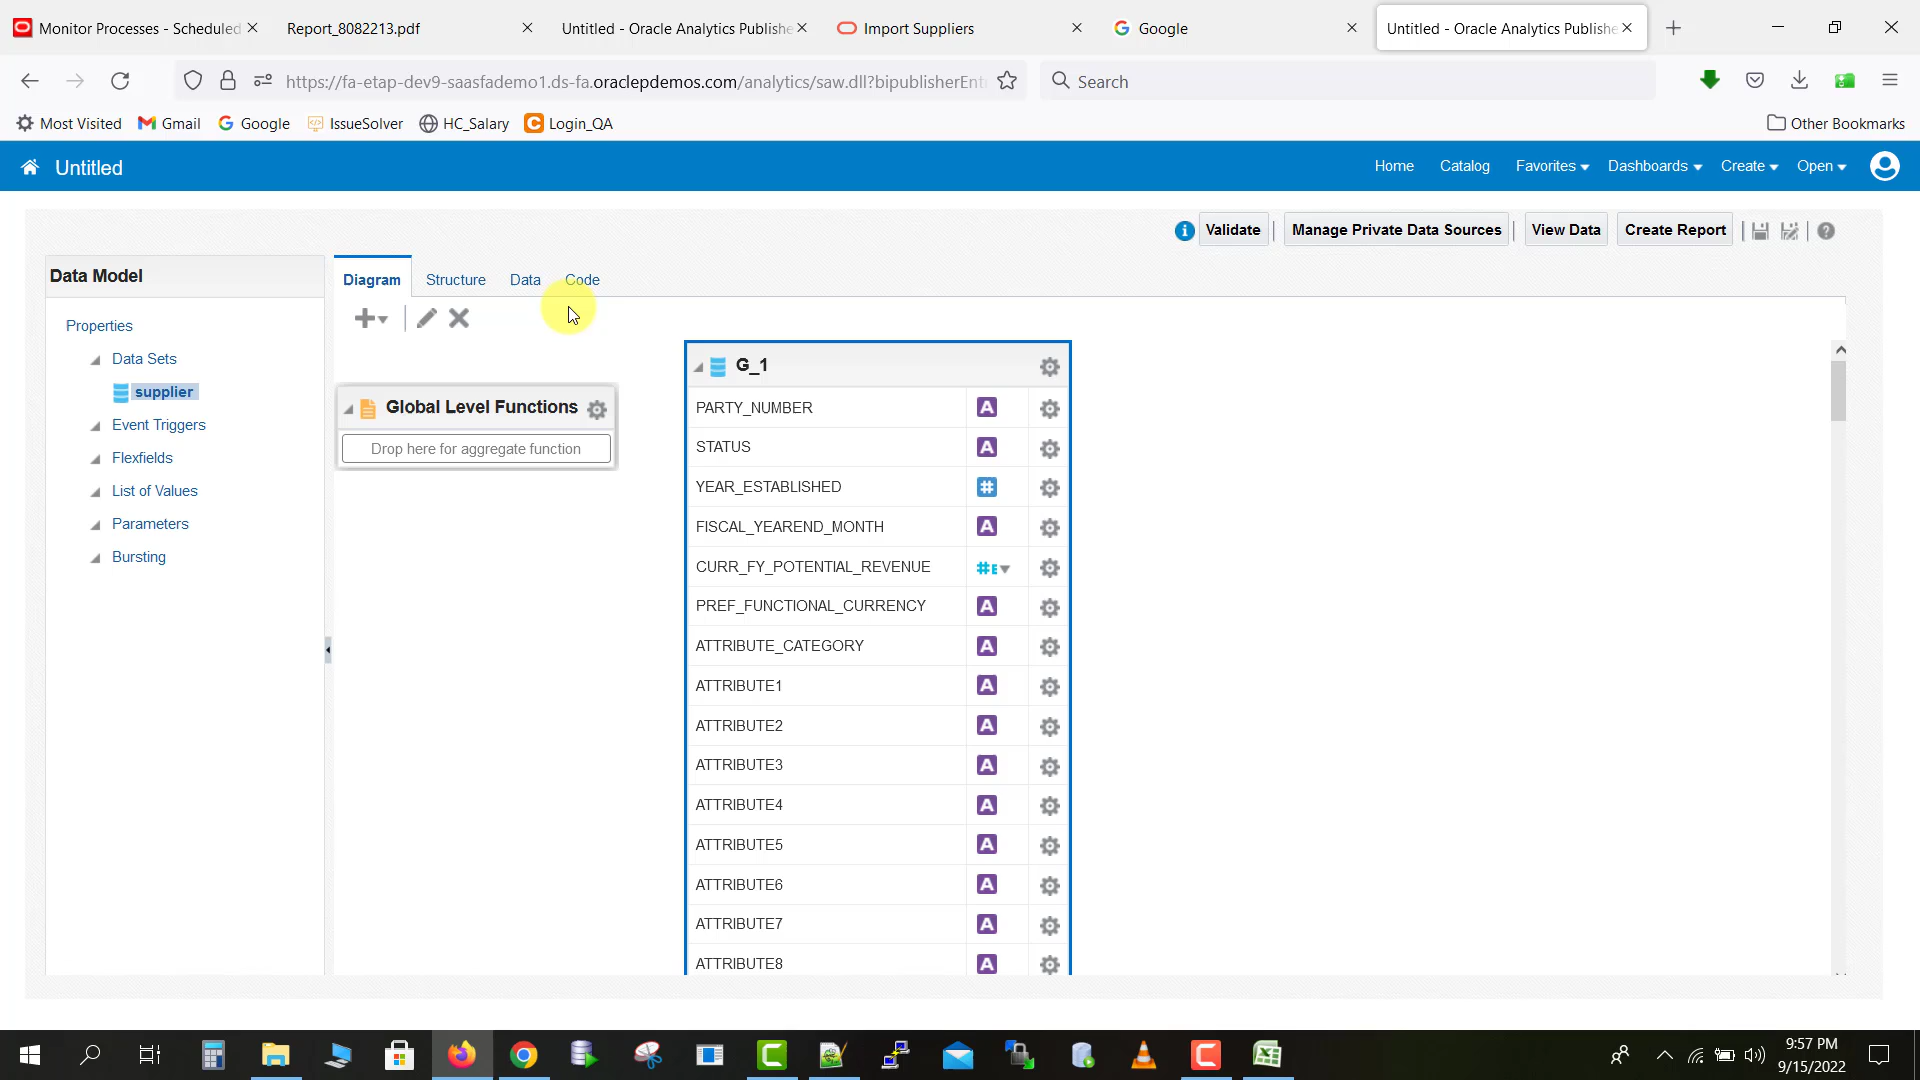 Monitor Processes - Scheduled
Report_8082213.pdf
Untitled - Oracle Analytics Publishe
Import Suppliers
Google
Untitled - Oracle Analytics Publishe
https://fa-etap-dev9-saasfademo1.ds-fa.oraclepdemos.com/analytics/saw.dll?bipublisherEnt
Search
Most Visited
Gmail
Google
IssueSolver
HC_Salary
Login_QA
Other Bookmarks
Untitled
Home
Catalog
Favorites
Dashboards
Create
Open
Validate
Manage Private Data Sources
View Data
Create Report
Data Model
Properties
Data Sets
supplier
Event Triggers
Flexfields
List of Values
Parameters
Bursting
Diagram
Structure
Data
Code
Global Level Functions
Drop here for aggregate function
G_1
PARTY_NUMBER
STATUS
YEAR_ESTABLISHED
FISCAL_YEAREND_MONTH
CURR_FY_POTENTIAL_REVENUE
PREF_FUNCTIONAL_CURRENCY
ATTRIBUTE_CATEGORY
ATTRIBUTE1
ATTRIBUTE2
ATTRIBUTE3
ATTRIBUTE4
ATTRIBUTE5
ATTRIBUTE6
ATTRIBUTE7
ATTRIBUTE8
9:57 PM
9/15/2022